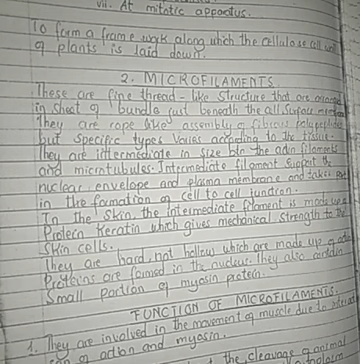 vii. At mitotic apparatus.
To form a frame work along which the cellulose cell wall
of plants is laid down.
2. MICROFILAMENTS
These are fine thread-like structure that are
in sheet of bundle just beneath the all surface
They are rope like assembly of fibrous polypeptides
but specific types varies according to the tissue.
They are intermediate in size b/w the actin filaments
and microtubules. Intermediate filament support the
nuclear envelope and plasma membrane and takes part
in the formation of cell to cell junction.
In the skin, the intermediate filament is made up of
Protein Keratin which gives mechanical strength to the
skin cells.
They are hard, not hollow which are made up of actin
Proteins are formed in the nucleus. They also contain
Small portion of myosin protein.
FUNCTION OF MICROFILAMENTS.
1. They are involved in the movement of muscle due to
of actin and myosin.
the cleavage of animal